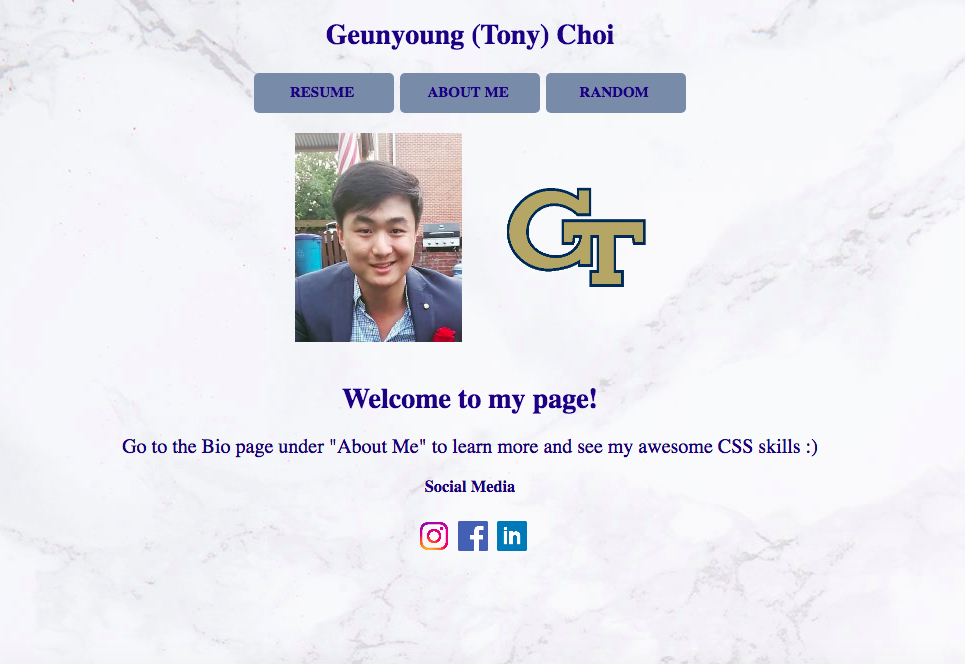 Geunyoung (Tony) Choi
RESUME ABOUT ME RANDOM
GT
Welcome to my page!
Go to the Bio page under "About Me" to learn more and see my awesome CSS skills :)
Social Media
f in